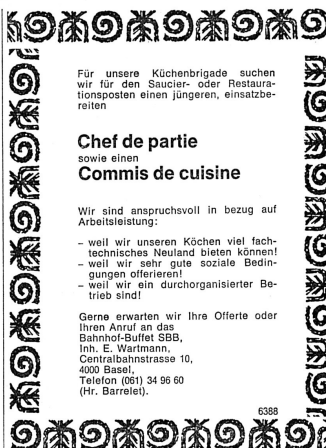 Für unsere Küchenbrigade suchen
wir für den Saucier- oder Restaura-
tionsposten einen jüngeren, einsatzbe-
reiten
Chef de partie
sowie einen
Commis de cuisine
Wir sind anspruchsvoll in bezug auf
Arbeitsleistung:
– weil wir unseren Köchen viel fach-
technisches Neuland bieten können!
– weil wir sehr gute soziale Bedin-
gungen offerieren!
– weil wir ein durchorganisierter Be-
trieb sind!
Gerne erwarten wir Ihre Offerte oder
Ihren Anruf an das
Bahnhof-Buffet SBB,
Inh. E. Wartmann,
Centralbahnstrasse 10,
4000 Basel,
Telefon (061) 34 96 60
(Hr. Barrelet).
6388